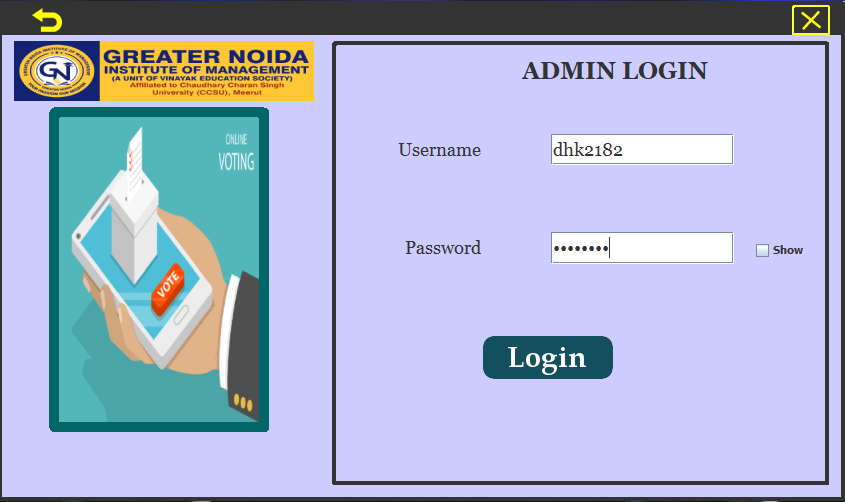 GREATER NOIDA
INSTITUTE OF MANAGEMENT
(A UNIT OF VINAYAK EDUCATION SOCIETY)
Affiliated to Chaudhary Charan Singh
University (CCSU), Meerut
GN
ONLINE
VOTING
VOTE
ADMIN LOGIN
Username
dhk2182
Password
••••••••
Show
Login